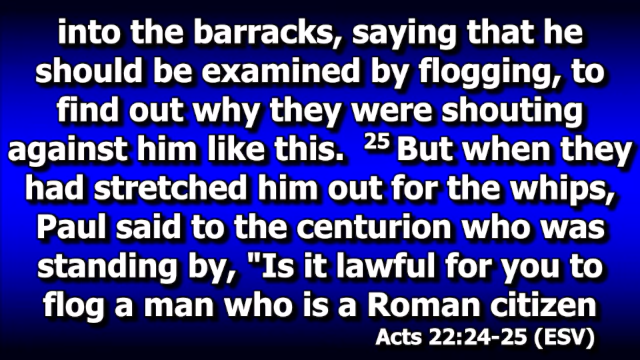 into the barracks, saying that he
should be examined by flogging, to
find out why they were shouting
against him like this. 25 But when they
had stretched him out for the whips,
Paul said to the centurion who was
standing by, "Is it lawful for you to
flog a man who is a Roman citizen
Acts 22:24-25 (ESV)